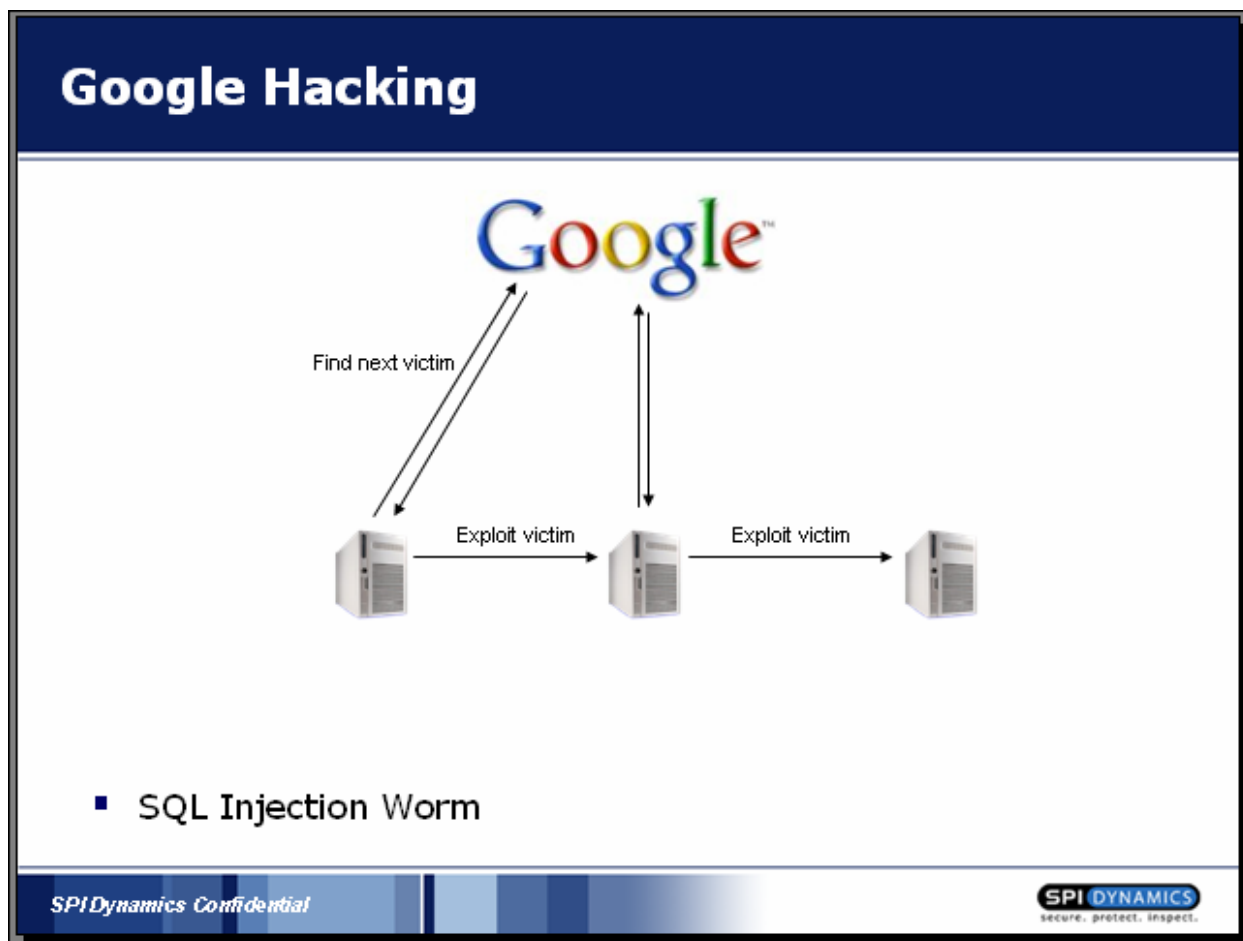 Google Hacking
Google™
Find next victim
Exploit victim
Exploit victim
▪ SQL Injection Worm
SPI Dynamics Confidential
SPI DYNAMICS
secure. protect. inspect.